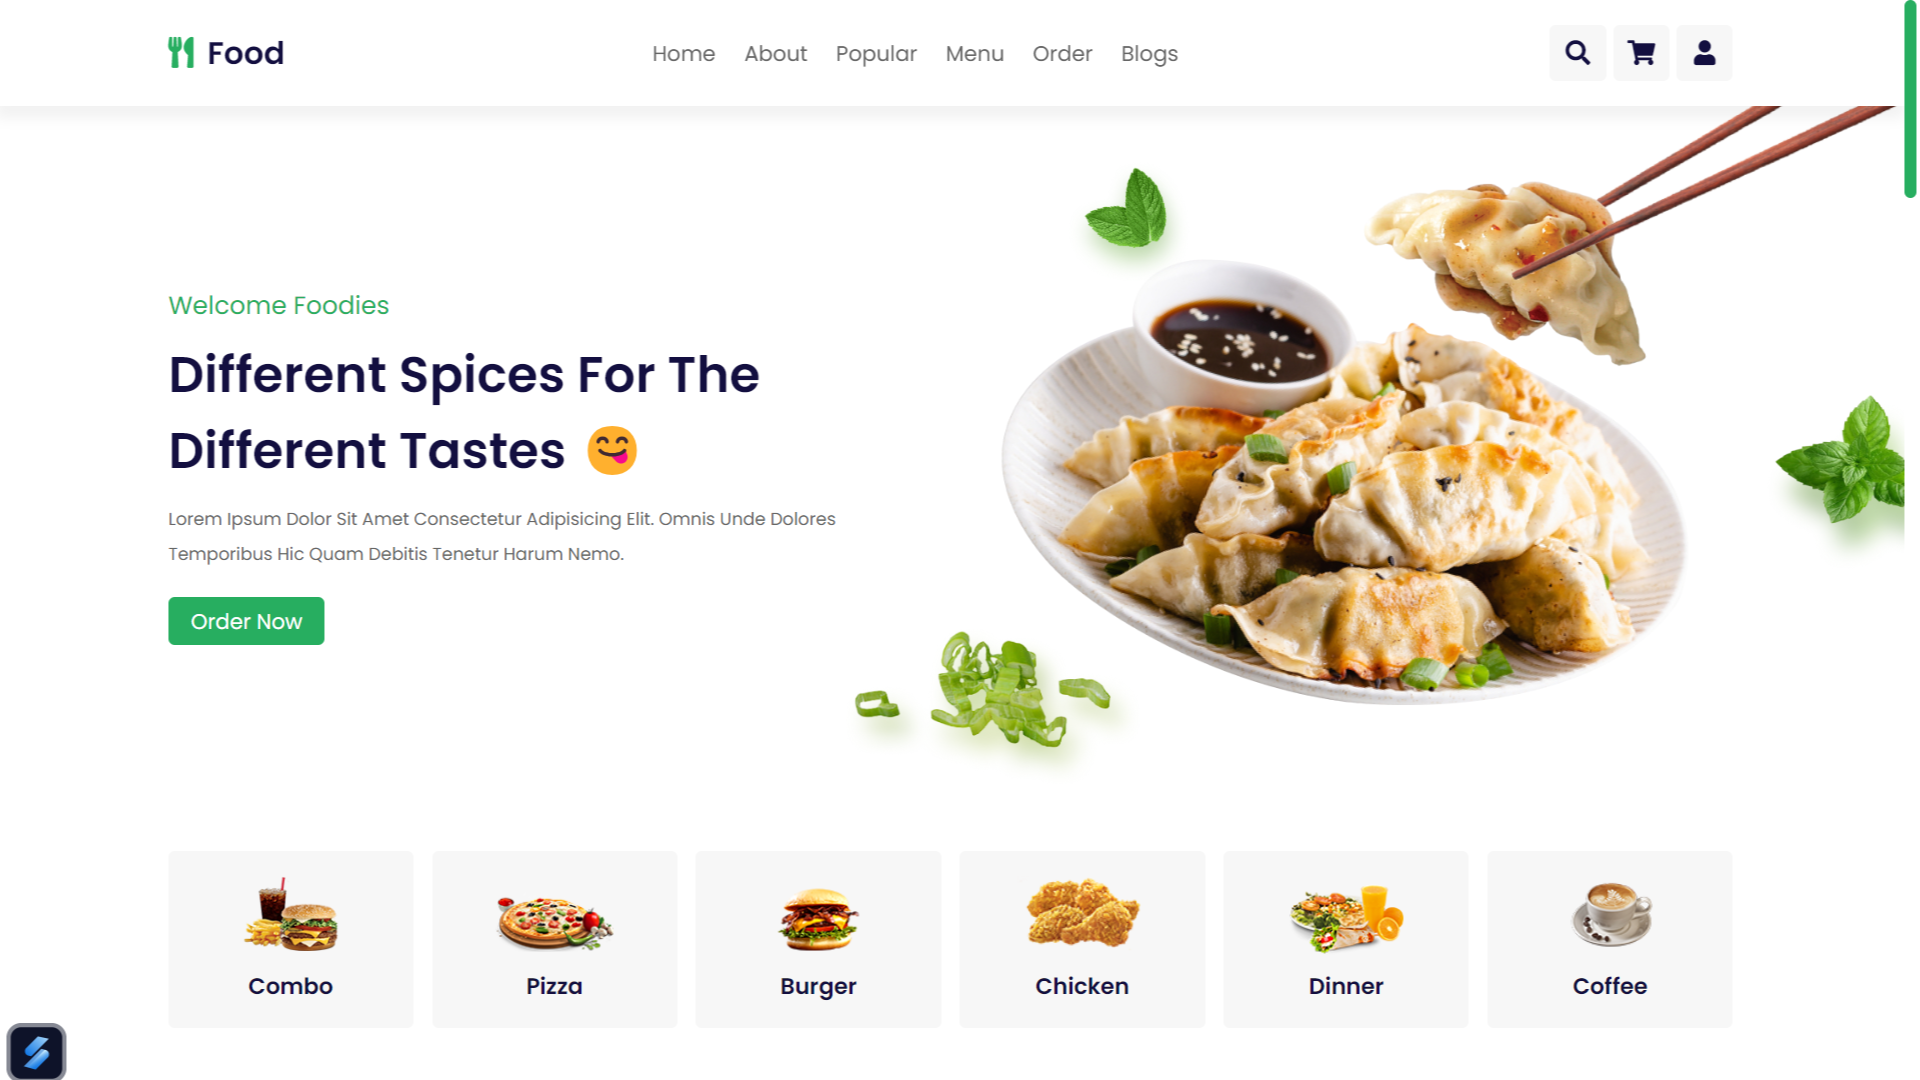 Food
Home About Popular Menu Order Blogs
Welcome Foodies
Different Spices For The
Different Tastes 😋
Lorem Ipsum Dolor Sit Amet Consectetur Adipisicing Elit. Omnis Unde Dolores
Temporibus Hic Quam Debitis Tenetur Harum Nemo.
Order Now
Combo
Pizza
Burger
Chicken
Dinner
Coffee